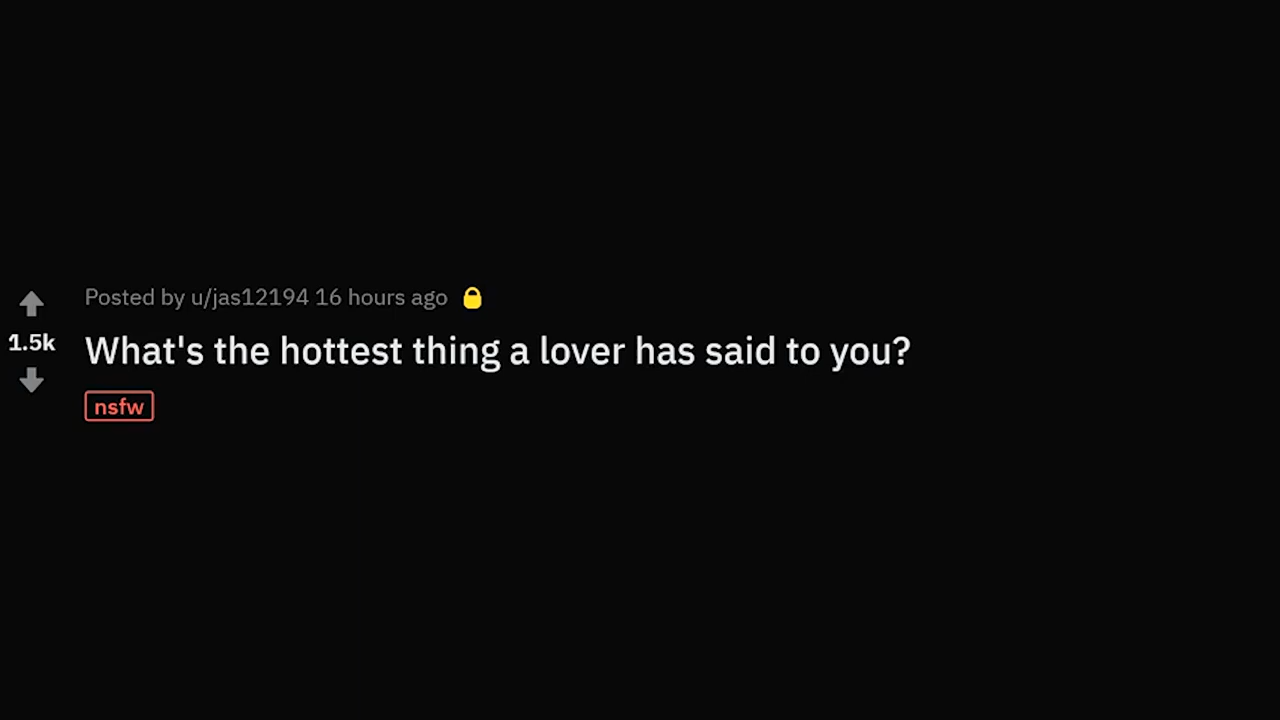 Posted by u/jas12194 16 hours ago
1.5k
What's the hottest thing a lover has said to you?
nsfw